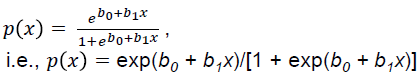 p(x) = e^{b₀+b₁x} / 1+e^{b₀+b₁x} ,
i.e., p(x) = exp(b₀ + b₁x)/[1 + exp(b₀ + b₁x)]